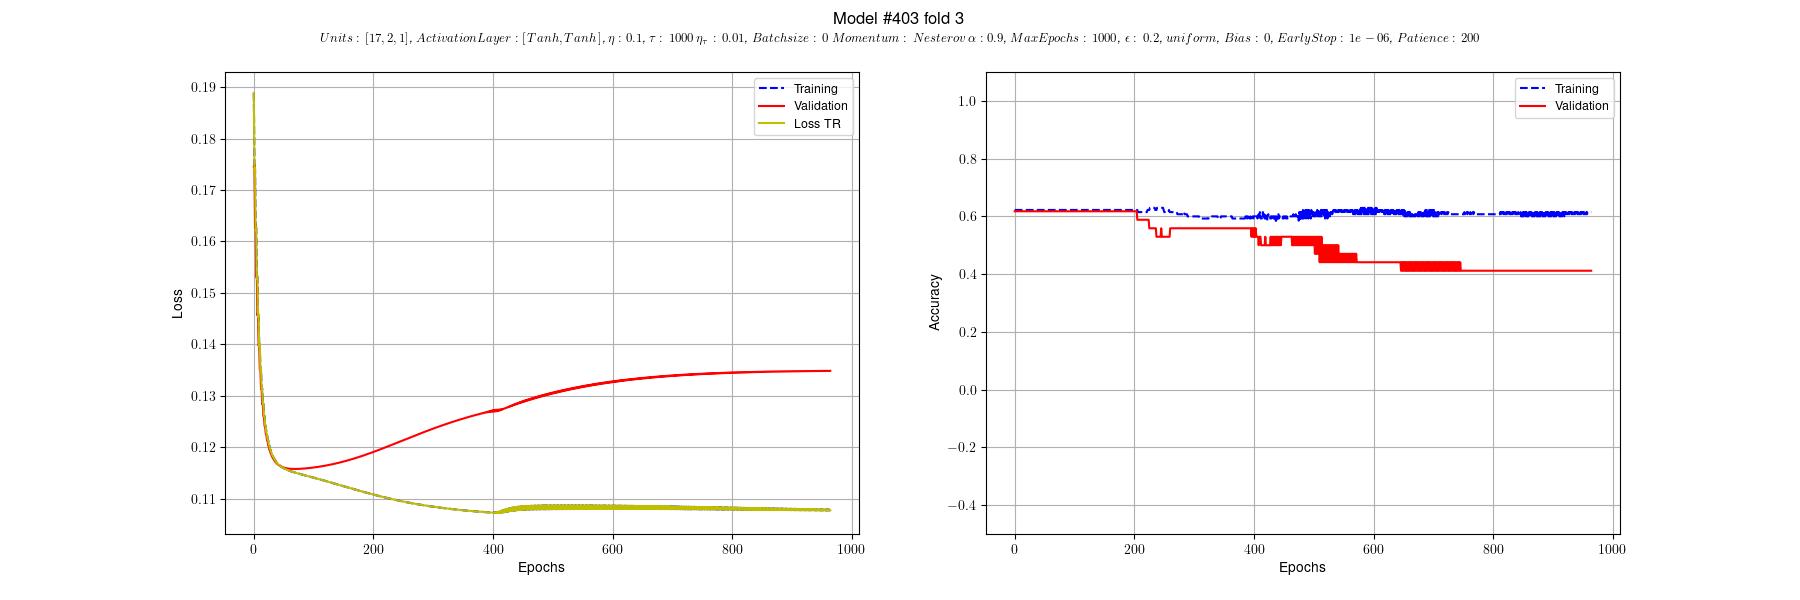 Model #403 fold 3
Units : [17, 2, 1], ActivationLayer : [Tanh, Tanh], η : 0.1, τ : 1000 η_τ : 0.01, Batchsize : 0 Momentum : Nesterov α : 0.9, MaxEpochs : 1000, ϵ : 0.2, uniform, Bias : 0, EarlyStop : 1e − 06, Patience : 200
Training
Validation
Loss TR
0.19
0.18
0.17
0.16
0.15
0.14
0.13
0.12
0.11
Loss
0 200 400 600 800 1000
Epochs
Training
Validation
1.0
0.8
0.6
0.4
0.2
0.0
−0.2
−0.4
Accuracy
0 200 400 600 800 1000
Epochs